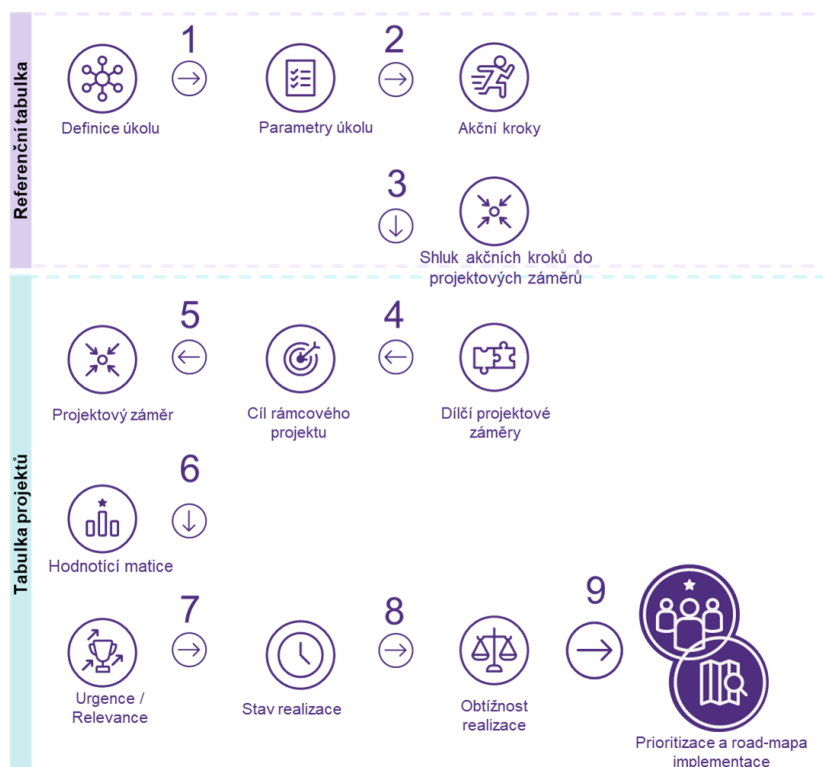 Referenční tabulka
1
2
Definice úkolu
Parametry úkolu
Akční kroky
3
Shluk akčních kroků do
projektových záměrů
Tabulka projektů
5
4
Projektový záměr
Cíl rámcového
projektu
Dílčí projektové
záměry
6
Hodnotící matice
7
8
9
Urgence /
Relevance
Stav realizace
Obtížnost
realizace
Prioritizace a road-mapa
implementace